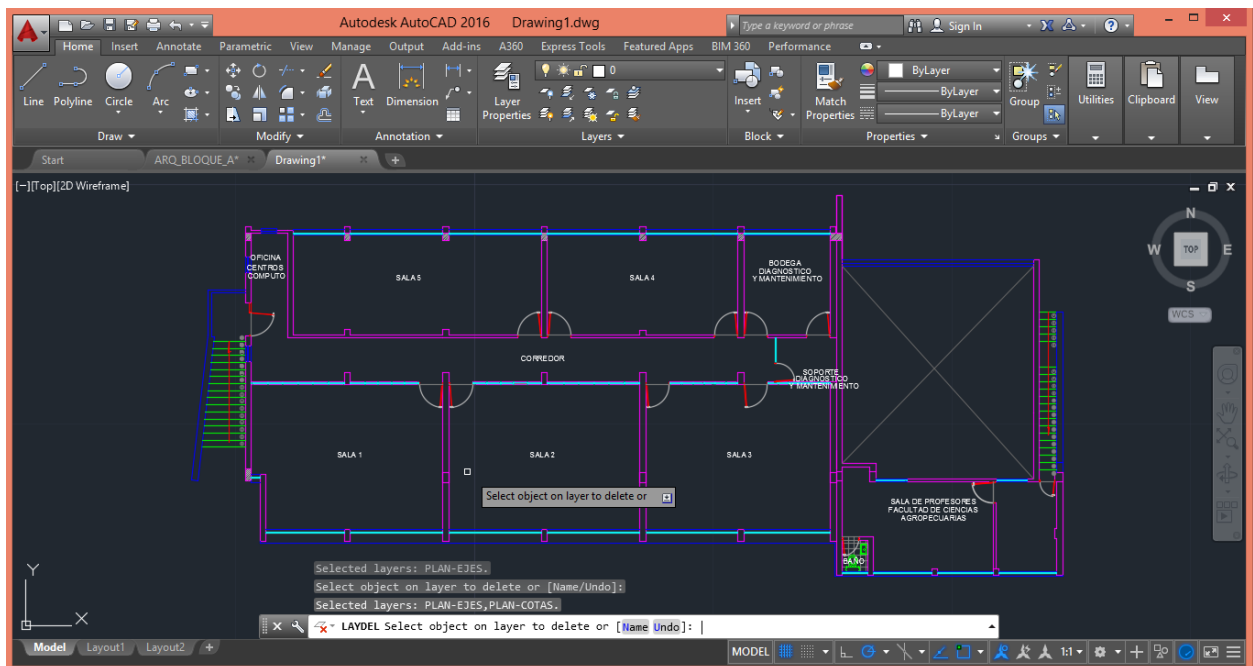 Autodesk AutoCAD 2016 Drawing1.dwg
Type a keyword or phrase
Sign In
Home Insert Annotate Parametric View Manage Output Add-ins A360 Express Tools Featured Apps BIM 360 Performance
0
ByLayer
ByLayer
ByLayer
Line Polyline Circle Arc
Text Dimension
Layer
Properties
Insert
Match
Properties
Group
Utilities
Clipboard
View
Draw
Modify
Annotation
Layers
Block
Properties
Groups
Start
ARQ_BLOQUE_A*
Drawing1*
[−][Top][2D Wireframe]
N
W
TOP
E
S
WCS
OFICINA
CENTROS
COMPUTO
SALA 5
SALA 4
BODEGA
DIAGNOSTICO
Y MANTENIMIENTO
CORREDOR
SOPORTE
DIAGNOSTICO
Y MANTENIMIENTO
SALA 1
SALA 2
SALA 3
Select object on layer to delete or
SALA DE PROFESORES
FACULTAD DE CIENCIAS
AGROPECUARIAS
BAÑO
Y
X
Selected layers: PLAN-EJES.
Select object on layer to delete or [Name/Undo]:
Selected layers: PLAN-EJES,PLAN-COTAS.
LAYDEL Select object on layer to delete or [Name Undo]:
Model Layout1 Layout2 +
MODEL
1:1